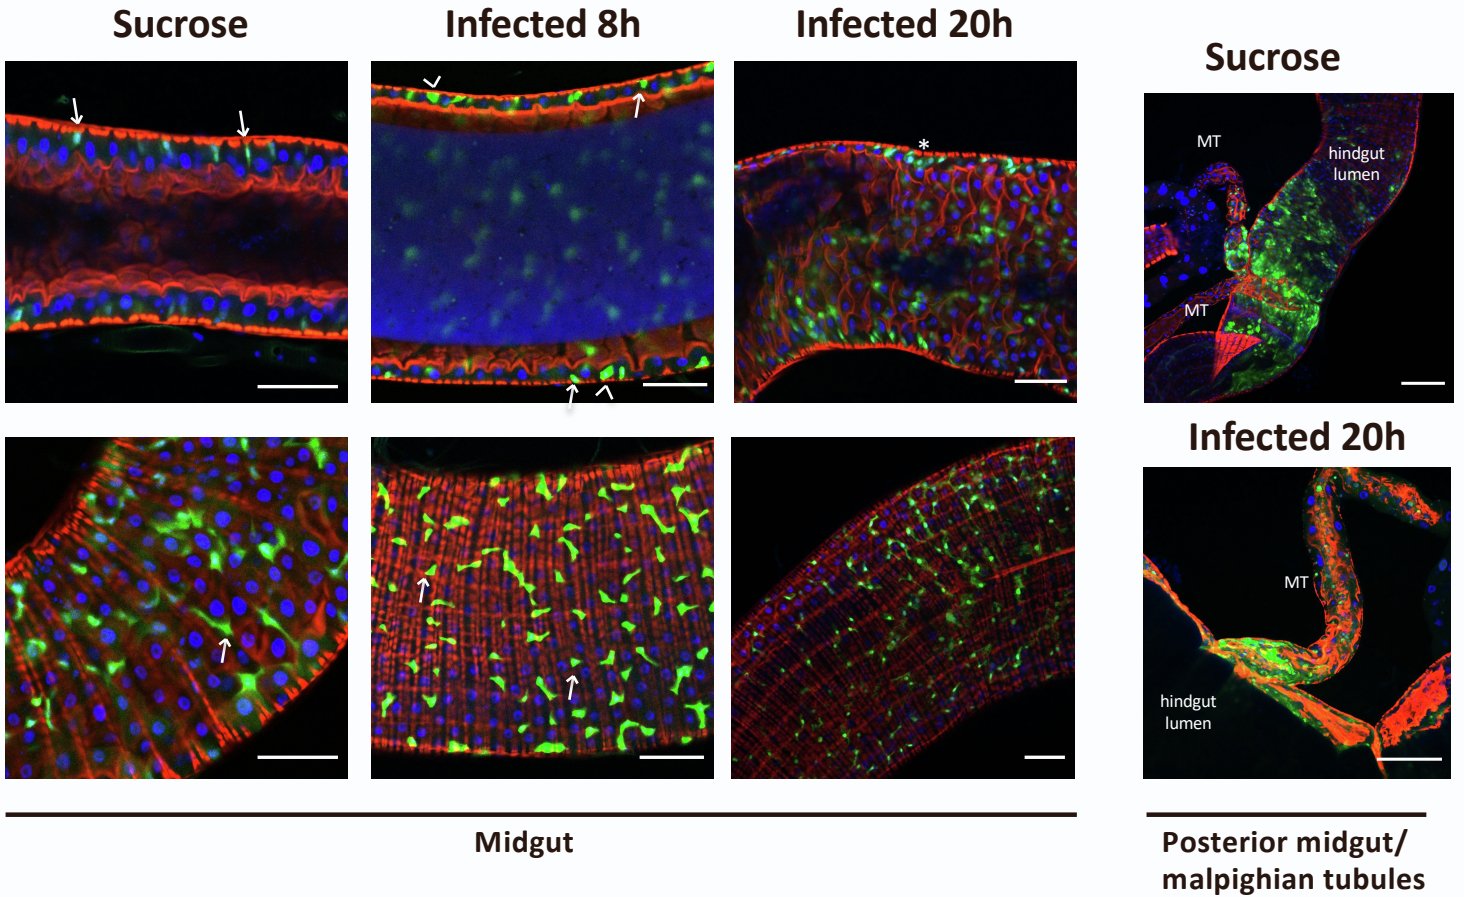 Sucrose
Infected 8h
Infected 20h
*
Midgut
Sucrose
MT
hindgut
lumen
MT
Infected 20h
MT
hindgut
lumen
Posterior midgut/
malpighian tubules